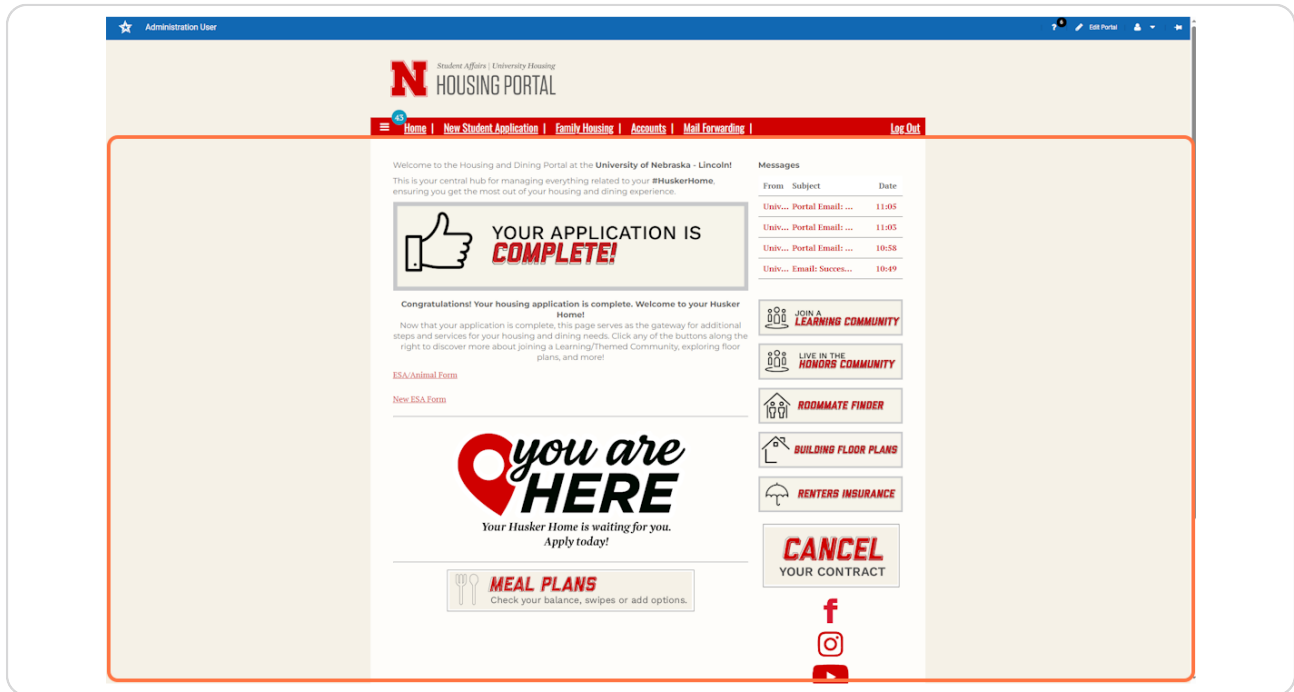 Administration User
? 6 Edit Portal
N
Student Affairs | University Housing
HOUSING PORTAL
43
Home | New Student Application | Family Housing | Accounts | Mail Forwarding | Log Out
Welcome to the Housing and Dining Portal at the University of Nebraska - Lincoln!
This is your central hub for managing everything related to your #HuskerHome,
ensuring you get the most out of your housing and dining experience.
YOUR APPLICATION IS
COMPLETE!
Congratulations! Your housing application is complete. Welcome to your Husker
Home!
Now that your application is complete, this page serves as the gateway for additional
steps and services for your housing and dining needs. Click any of the buttons along the
right to discover more about joining a Learning/Themed Community, exploring floor
plans, and more!
ESA/Animal Form
New ESA Form
you are
HERE
Your Husker Home is waiting for you.
Apply today!
MEAL PLANS
Check your balance, swipes or add options.
Messages
From Subject Date
Univ... Portal Email: ... 11:05
Univ... Portal Email: ... 11:05
Univ... Portal Email: ... 10:58
Univ... Email: Succes... 10:49
JOIN A
LEARNING COMMUNITY
LIVE IN THE
HONORS COMMUNITY
ROOMMATE FINDER
BUILDING FLOOR PLANS
RENTERS INSURANCE
CANCEL
YOUR CONTRACT